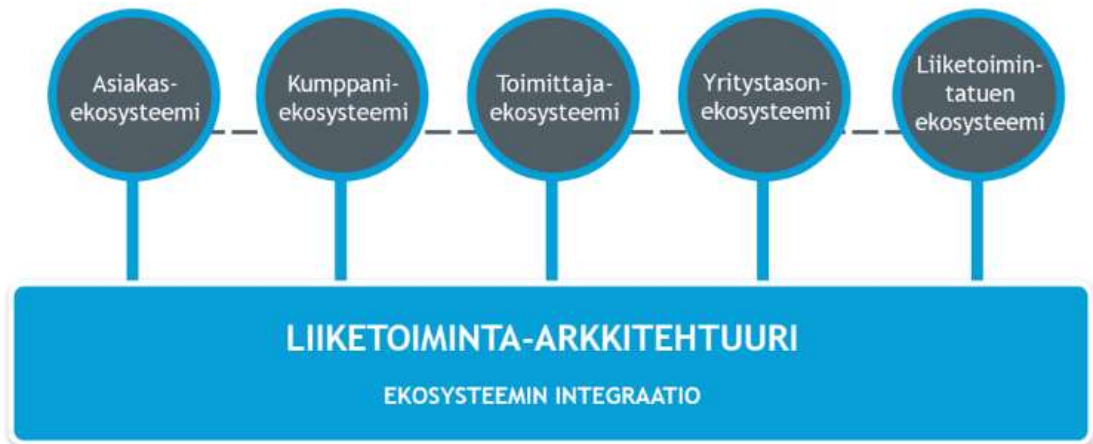 Asiakas-
ekosysteemi
Kumppani-
ekosysteemi
Toimittaja-
ekosysteemi
Yritystason-
ekosysteemi
Liiketoimin-
tatuen
ekosysteemi
LIIKETOIMINTA-ARKKITEHTUURI
EKOSYSTEEMIN INTEGRAATIO